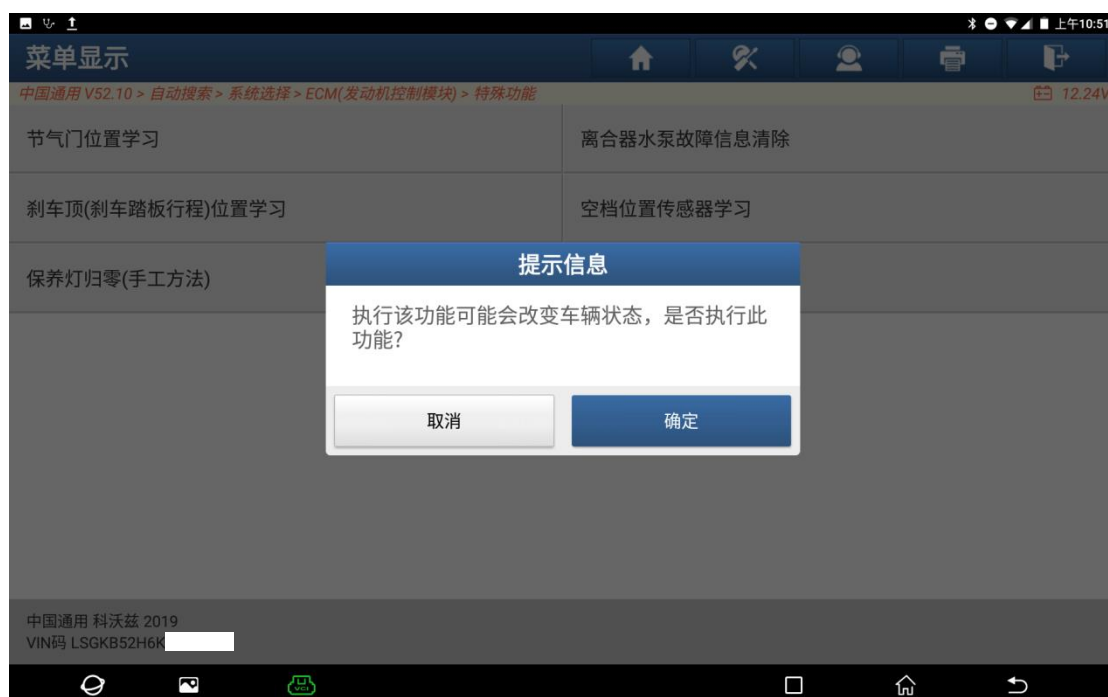 上午10:51
菜单显示
中国通用 V52.10 > 自动搜索 > 系统选择 > ECM(发动机控制模块) > 特殊功能
12.24V
节气门位置学习
离合器水泵故障信息清除
刹车顶(刹车踏板行程)位置学习
空档位置传感器学习
保养灯归零(手工方法)
提示信息
执行该功能可能会改变车辆状态，是否执行此
功能?
取消
确定
中国通用 科沃兹 2019
VIN码 LSGKB52H6K
VCI